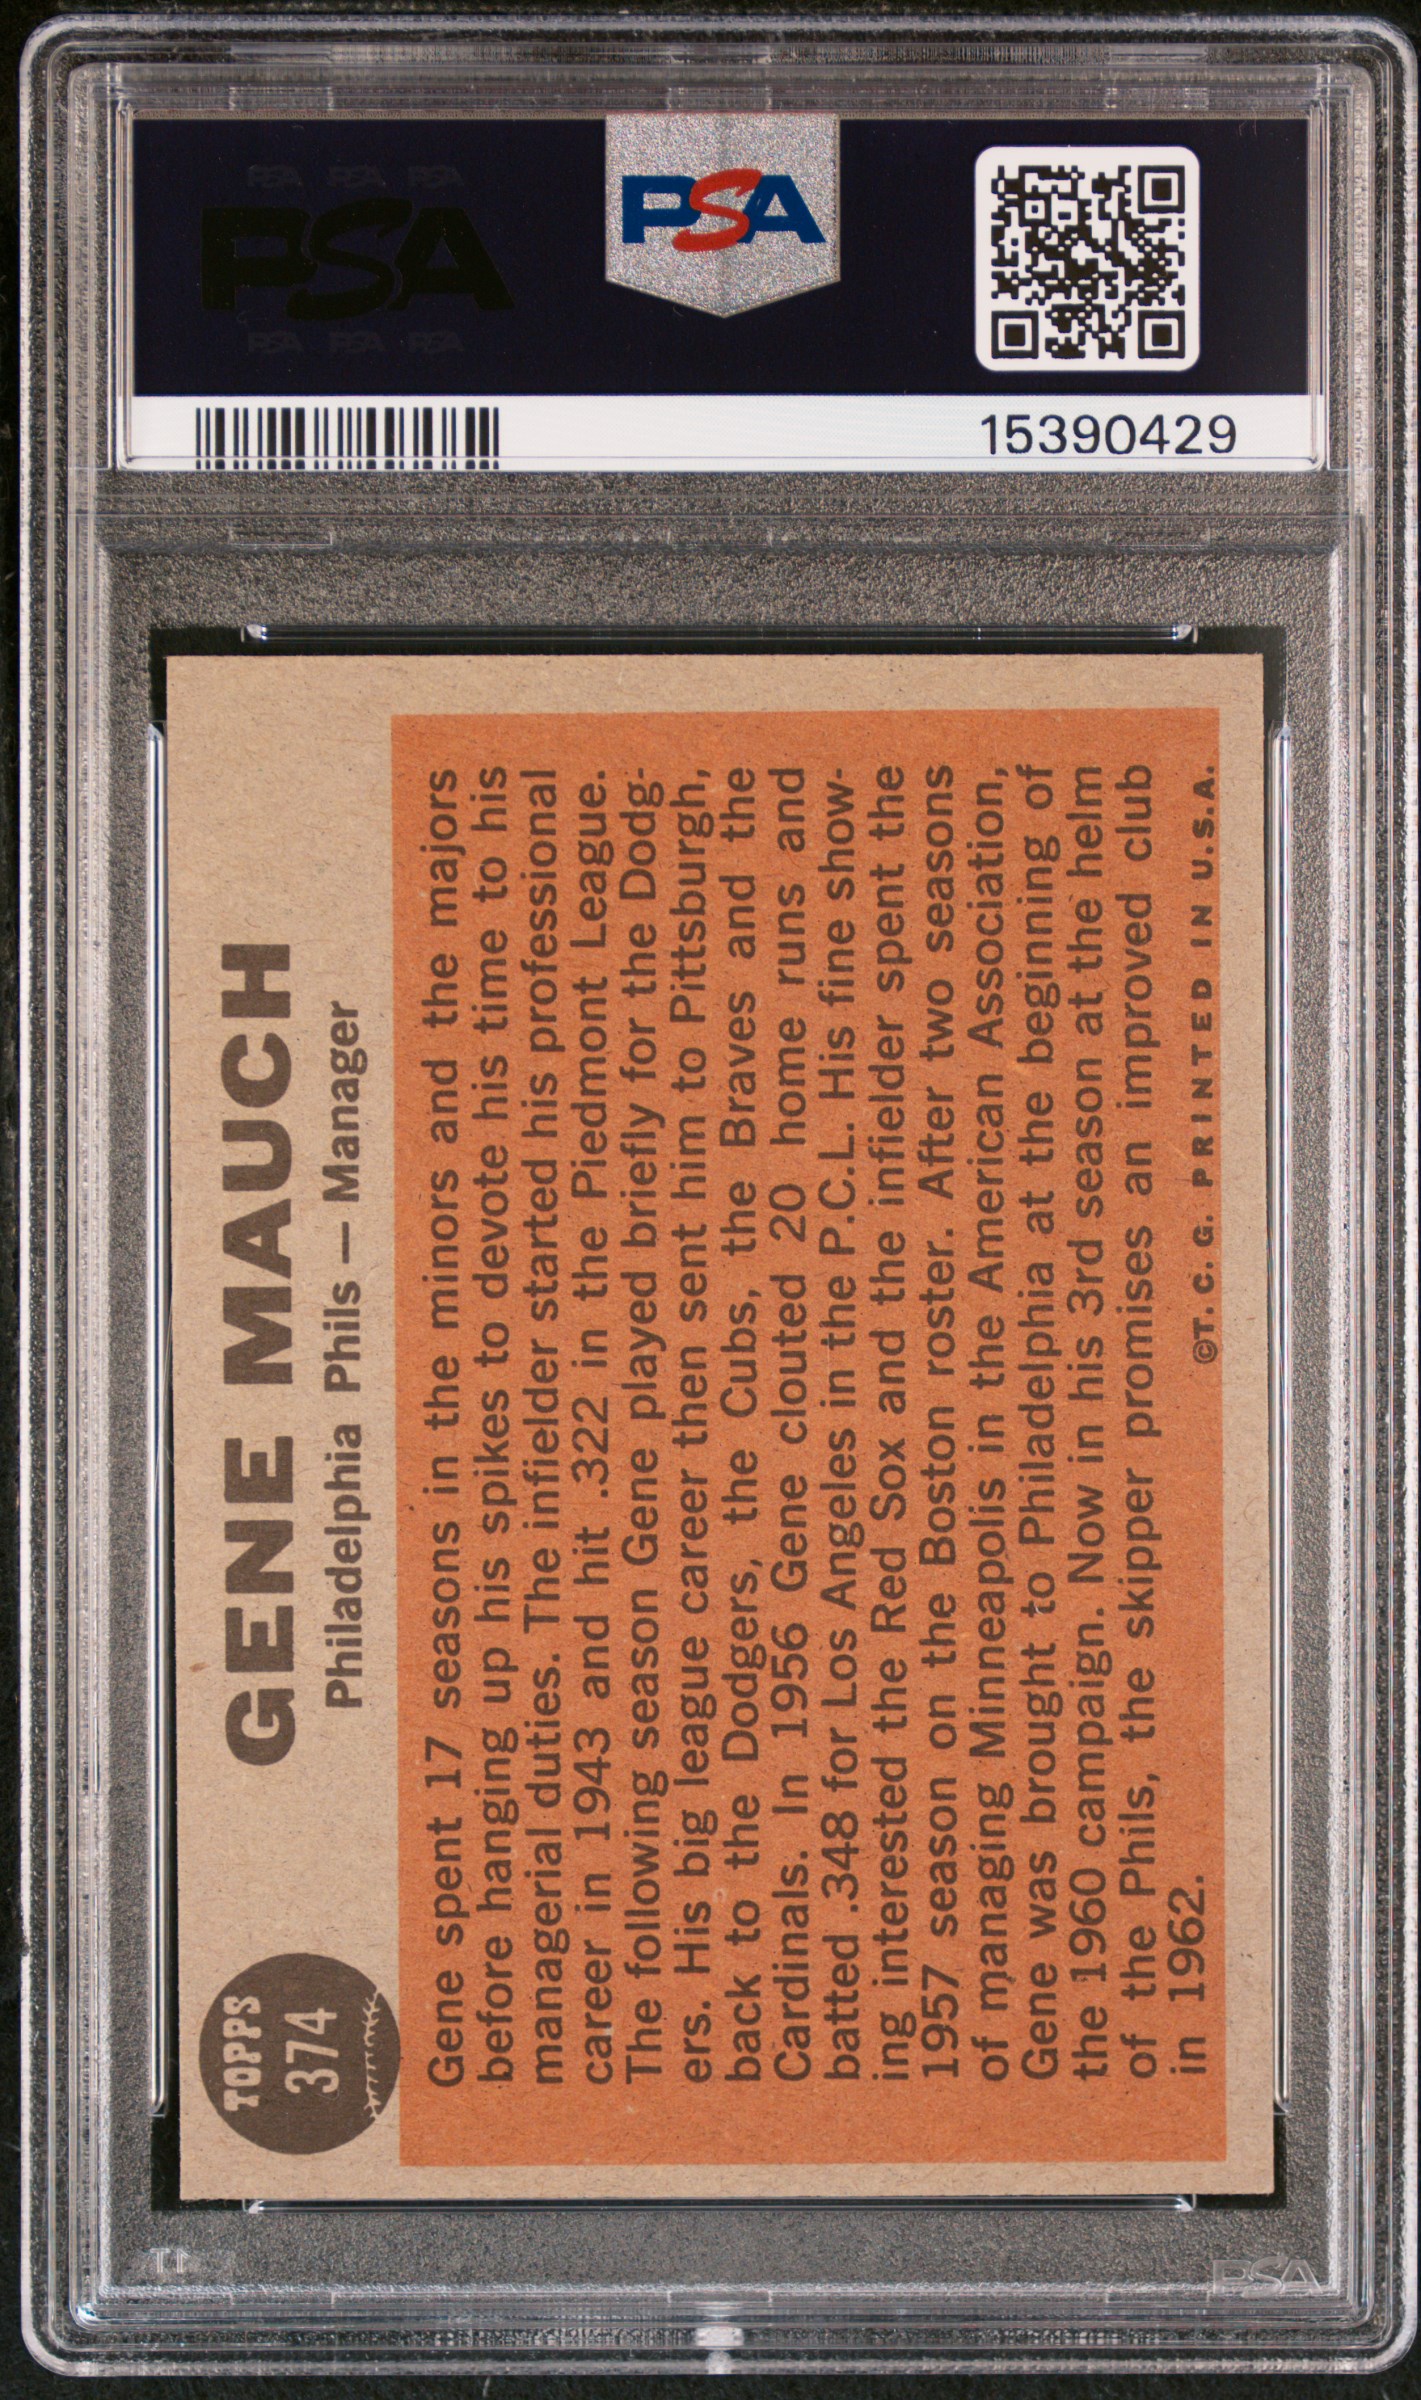 PSA PSA PSA
PSA
PSA PSA PSA
PSA
15390429
TOPPS
374
GENE MAUCH
Philadelphia Phils — Manager
Gene spent 17 seasons in the minors and the majors
before hanging up his spikes to devote his time to his
managerial duties. The infielder started his professional
career in 1943 and hit .322 in the Piedmont League.
The following season Gene played briefly for the Dodg-
ers. His big league career then sent him to Pittsburgh,
back to the Dodgers, the Cubs, the Braves and the
Cardinals. In 1956 Gene clouted 20 home runs and
batted .348 for Los Angeles in the P.C.L. His fine show-
ing interested the Red Sox and the infielder spent the
1957 season on the Boston roster. After two seasons
of managing Minneapolis in the American Association,
Gene was brought to Philadelphia at the beginning of
the 1960 campaign. Now in his 3rd season at the helm
of the Phils, the skipper promises an improved club
in 1962.
©T. C. G. PRINTED IN U.S.A.
PSA